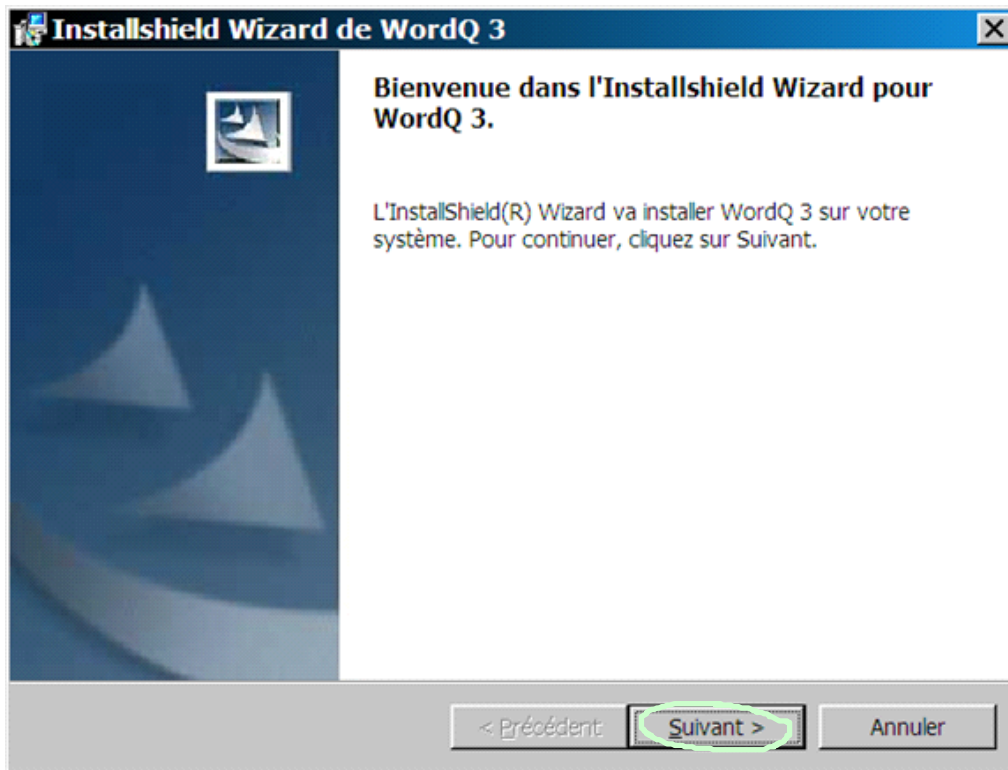 Installshield Wizard de WordQ 3
Bienvenue dans l'Installshield Wizard pour
WordQ 3.
L'InstallShield(R) Wizard va installer WordQ 3 sur votre
système. Pour continuer, cliquez sur Suivant.
< Précédent Suivant > Annuler